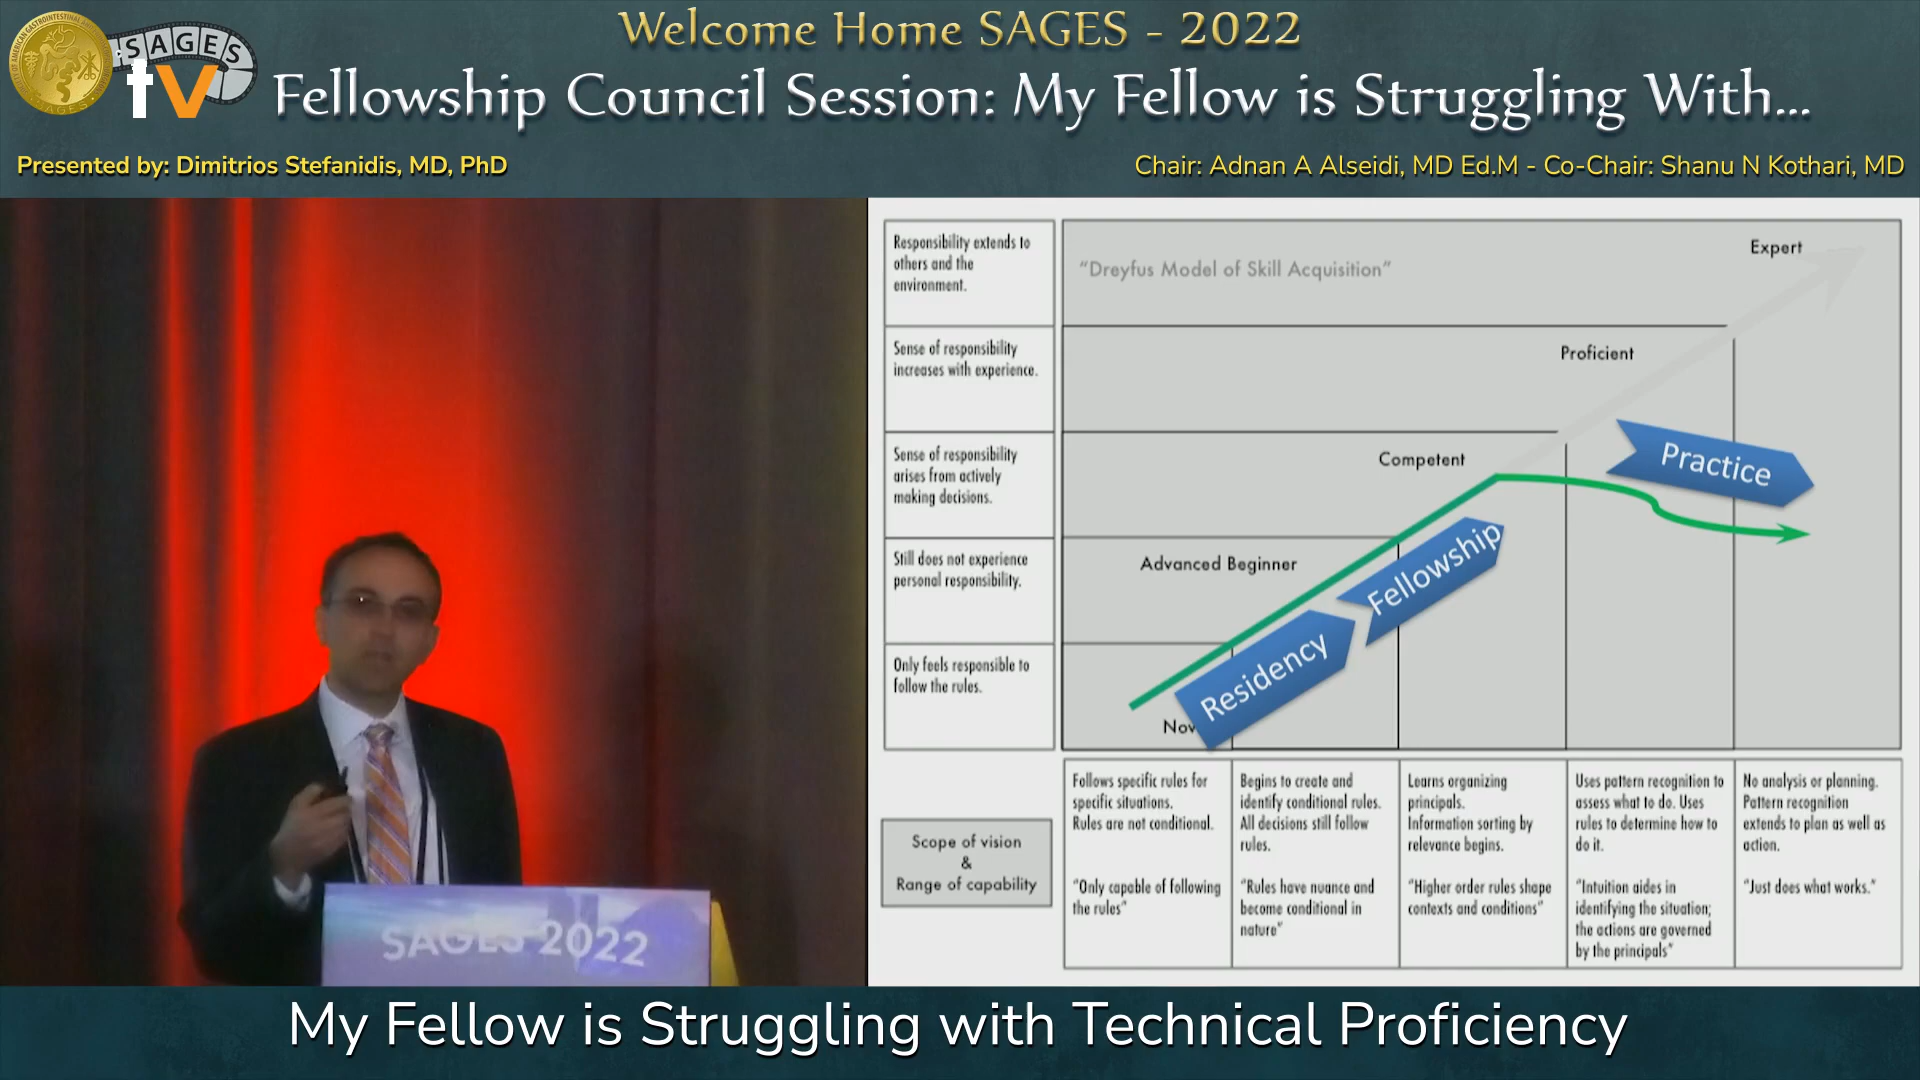 Welcome Home SAGES - 2022
SAGES
tv
Fellowship Council Session: My Fellow is Struggling With...
Presented by: Dimitrios Stefanidis, MD, PhD
Chair: Adnan A Alseidi, MD Ed.M - Co-Chair: Shanu N Kothari, MD
Responsibility extends to
others and the
environment.
"Dreyfus Model of Skill Acquisition"
Expert
Sense of responsibility
increases with experience.
Proficient
Sense of responsibility
arises from actively
making decisions.
Competent
Practice
Still does not experience
personal responsibility.
Advanced Beginner
Fellowship
Only feels responsible to
follow the rules.
Residency
Nov
Scope of vision
&
Range of capability
Follows specific rules for
specific situations.
Rules are not conditional.
"Only capable of following
the rules"
Begins to create and
identify conditional rules.
All decisions still follow
rules.
"Rules have nuance and
become conditional in
nature"
Learns organizing
principals.
Information sorting by
relevance begins.
"Higher order rules shape
contexts and conditions"
Uses pattern recognition to
assess what to do. Uses
rules to determine how to
do it.
"Intuition aides in
identifying the situation;
the actions are governed
by the principals"
No analysis or planning.
Pattern recognition
extends to plan as well as
action.
"Just does what works."
SAGES 2022
My Fellow is Struggling with Technical Proficiency